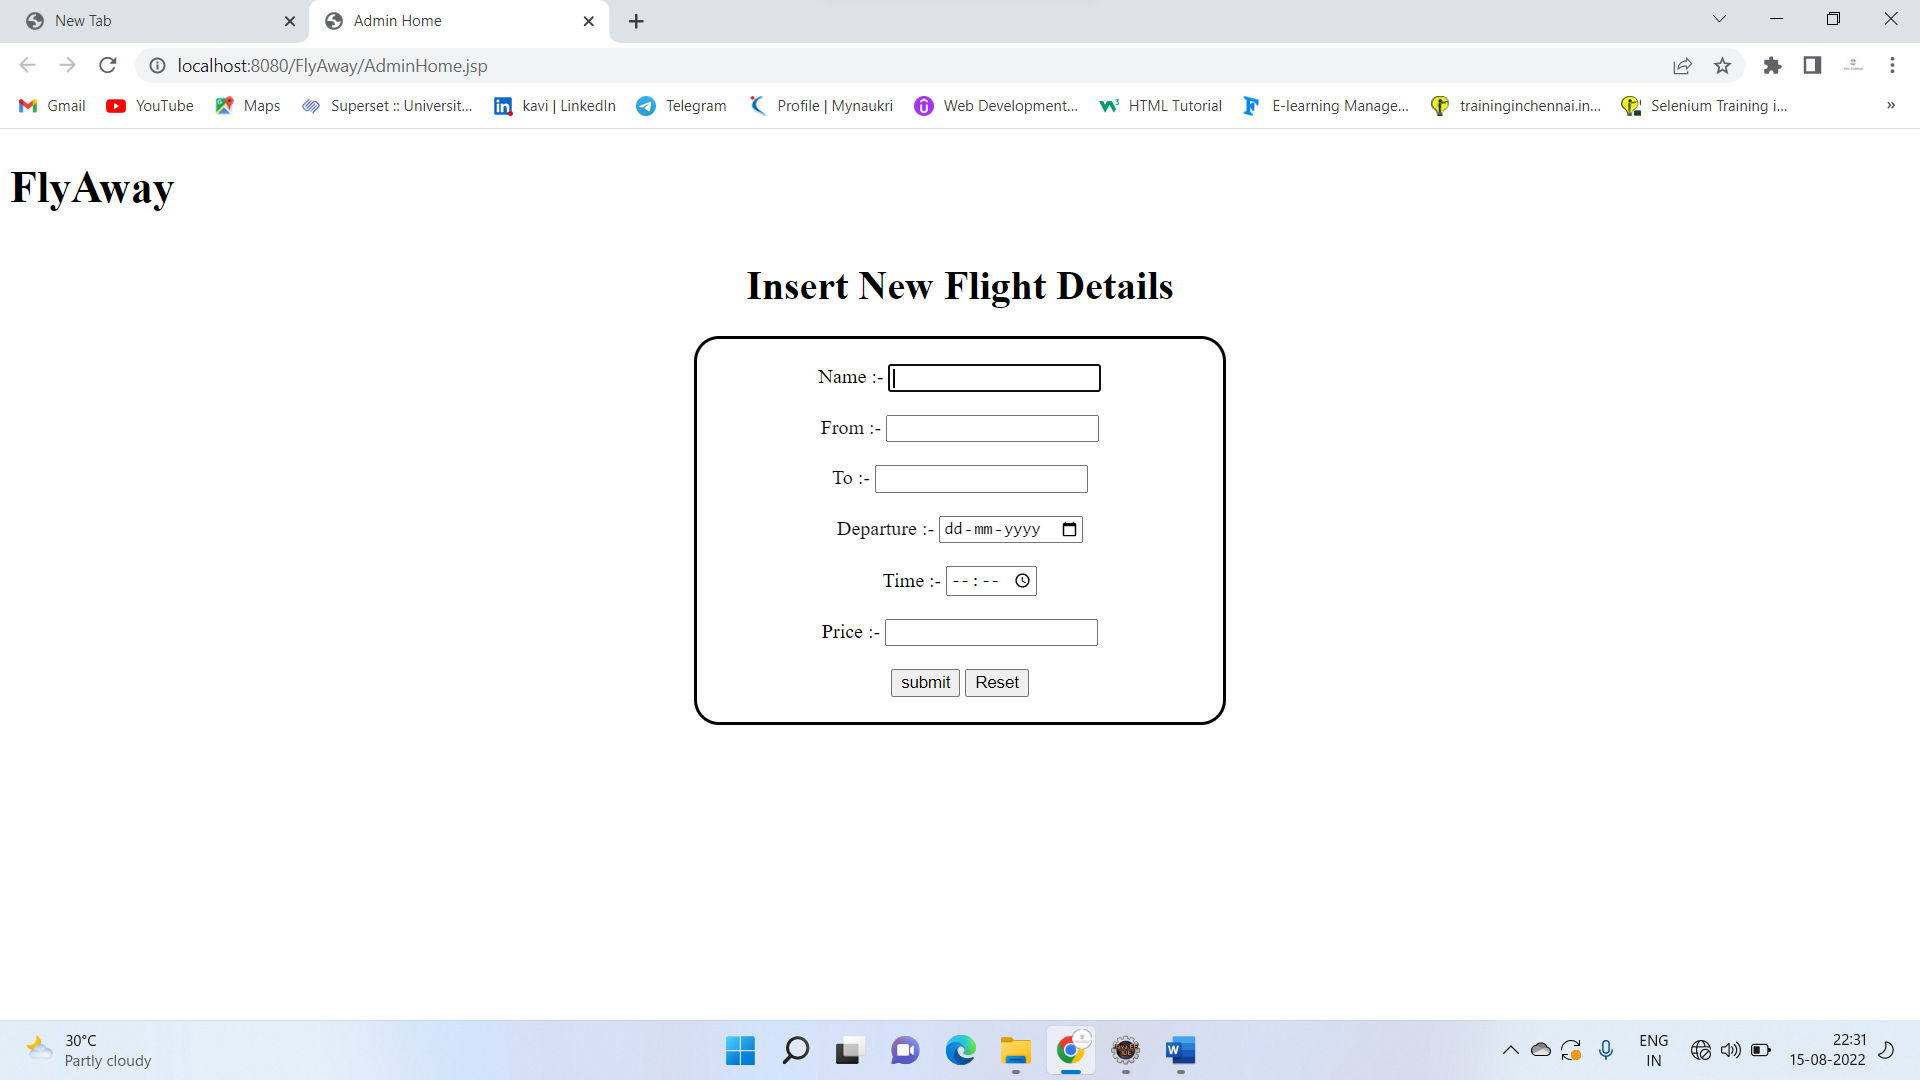 New Tab
Admin Home
localhost:8080/FlyAway/AdminHome.jsp
Gmail YouTube Maps Superset :: Universit... kavi | LinkedIn Telegram Profile | Mynaukri Web Development... HTML Tutorial E-learning Manage... traininginchennai.in... Selenium Training i... »
FlyAway
Insert New Flight Details
Name :-
From :-
To :-
Departure :- dd-mm-yyyy
Time :- --:--
Price :-
submit Reset
30°C
Partly cloudy
ENG
IN
22:31
15-08-2022